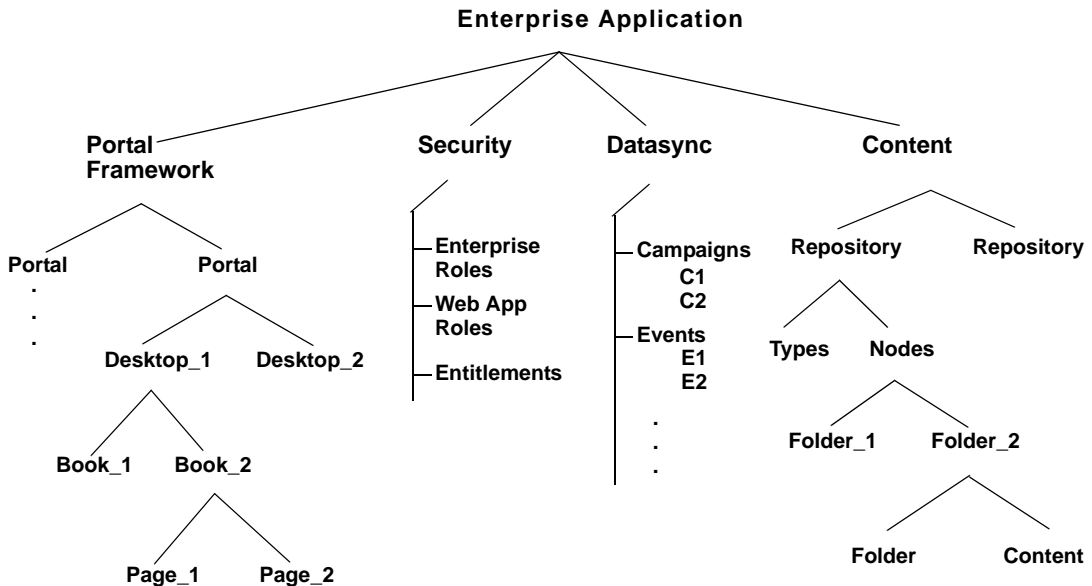 Enterprise Application
Portal
Framework
Security
Datasync
Content
Portal
Portal
.
.
.
Desktop_1
Desktop_2
Book_1
Book_2
Page_1
Page_2
Enterprise
Roles
Web App
Roles
Entitlements
Campaigns
C1
C2
Events
E1
E2
.
.
.
Repository
Repository
Types
Nodes
Folder_1
Folder_2
Folder
Content